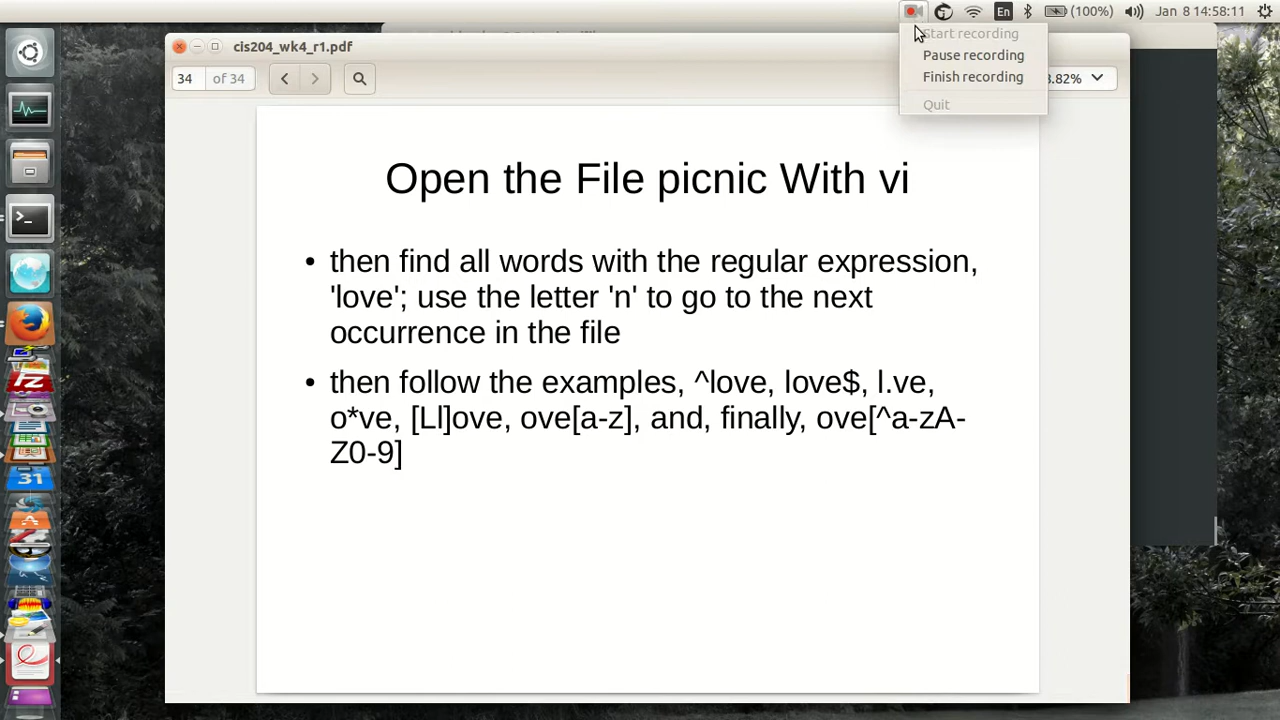 En
(100%)
Jan 8 14:58:11
cis204_wk4_r1.pdf
Start recording
Pause recording
Finish recording
Quit
34 of 34
.82%
Open the File picnic With vi
• then find all words with the regular expression,
'love'; use the letter 'n' to go to the next
occurrence in the file
• then follow the examples, ^love, love$, l.ve,
o*ve, [Ll]ove, ove[a-z], and, finally, ove[^a-zA-
Z0-9]
31